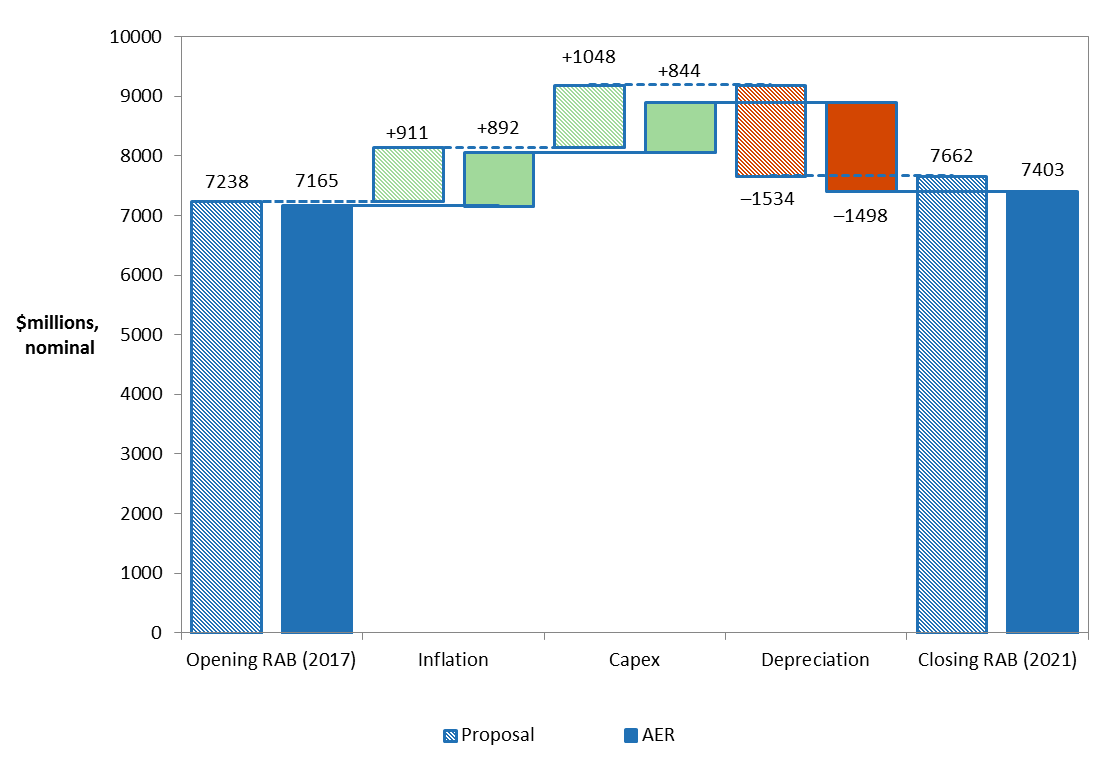 10000
9000
8000
7000
6000
5000
4000
3000
2000
1000
0
$millions,
nominal
7238
7165
+911
+892
+1048
+844
–1534
–1498
7662
7403
Opening RAB (2017)
Inflation
Capex
Depreciation
Closing RAB (2021)
Proposal
AER